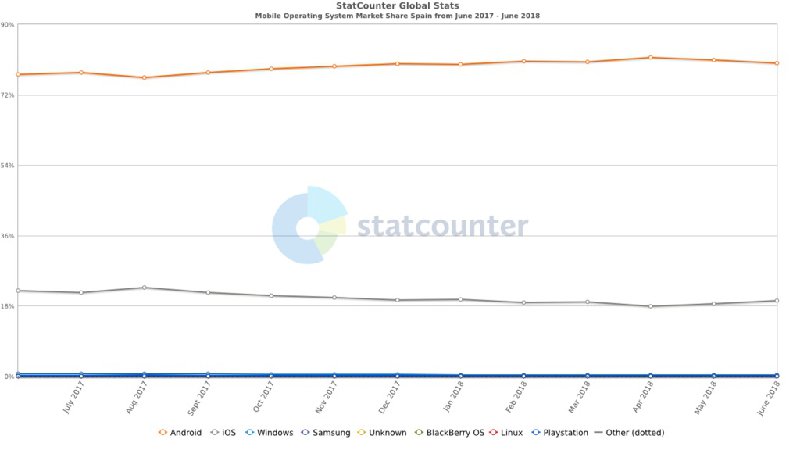 StatCounter Global Stats
Mobile Operating System Market Share Spain from June 2017 - June 2018
90%
72%
54%
36%
18%
0%
statcounter
July 2017
Aug 2017
Sept 2017
Oct 2017
Nov 2017
Dec 2017
Jan 2018
Feb 2018
Mar 2018
Apr 2018
May 2018
June 2018
Android iOS Windows Samsung Unknown BlackBerry OS Linux Playstation Other (dotted)